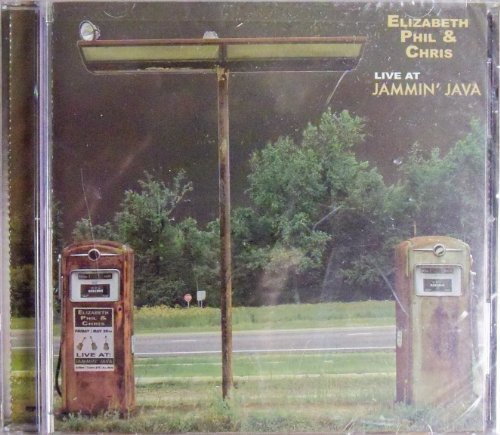 ELIZABETH
PHIL &
CHRIS
LIVE AT
JAMMIN' JAVA
ELIZABETH
PHIL &
CHRIS
LIVE AT:
JAMMIN' JAVA